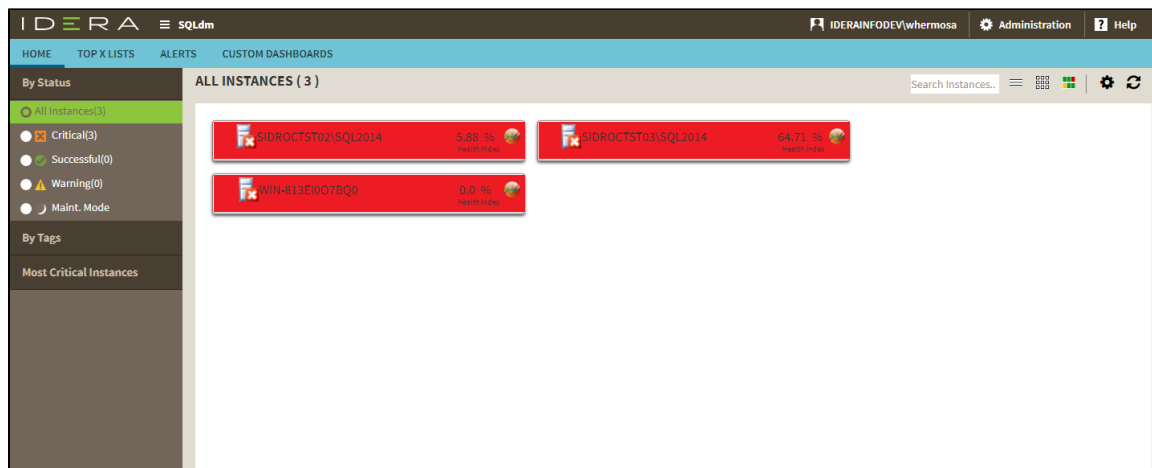 IDERA SQLdm IDERAINFODEV\whermosa Administration ? Help
HOME TOP X LISTS ALERTS CUSTOM DASHBOARDS
By Status
All Instances(3)
Critical(3)
Successful(0)
Warning(0)
Maint. Mode
By Tags
Most Critical Instances
ALL INSTANCES ( 3 ) Search Instances..
SIDROCTST02\SQL2014 5.88 %
Health Index
SIDROCTST03\SQL2014 64.71 %
Health Index
WIN-813EI0O7BQ0 0.0 %
Health Index